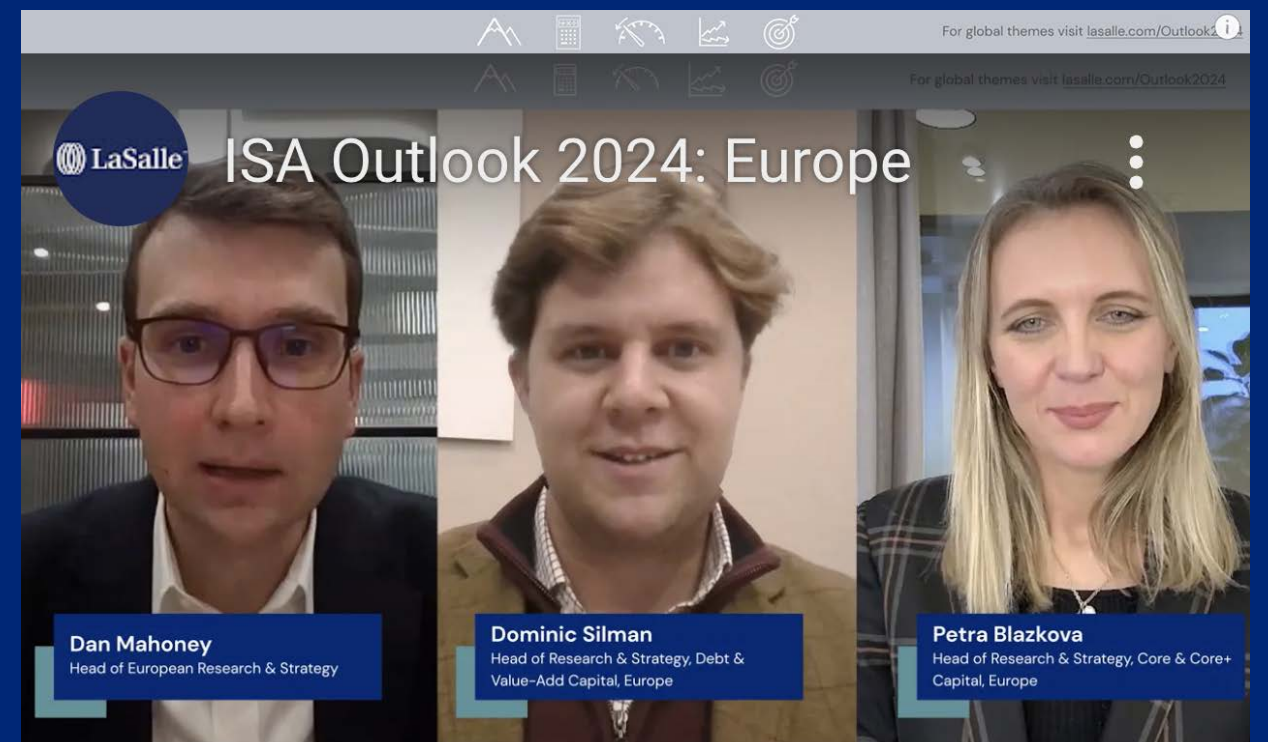 For global themes visit lasalle.com/Outlook2
For global themes visit lasalle.com/Outlook2024
LaSalle
ISA Outlook 2024: Europe
Dan Mahoney
Head of European Research & Strategy
Dominic Silman
Head of Research & Strategy, Debt &
Value-Add Capital, Europe
Petra Blazkova
Head of Research & Strategy, Core & Core+
Capital, Europe